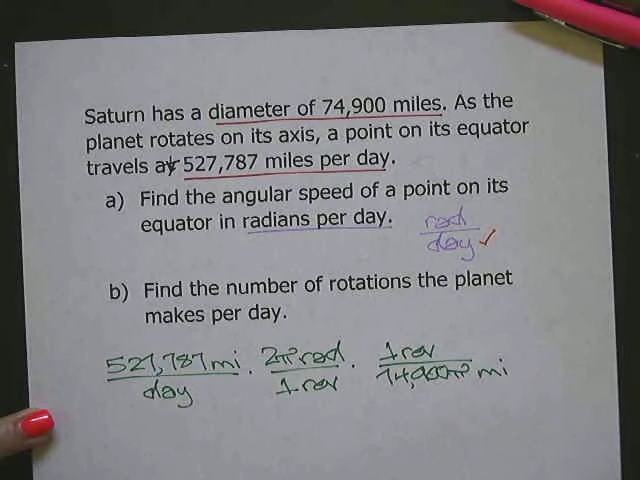 Saturn has a diameter of 74,900 miles. As the
planet rotates on its axis, a point on its equator
travels at 527,787 miles per day.
a) Find the angular speed of a point on its
equator in radians per day.
rad
day ✓
b) Find the number of rotations the planet
makes per day.
527,787 mi . 2π rad . 1 rev
day 1 rev 74,900π mi